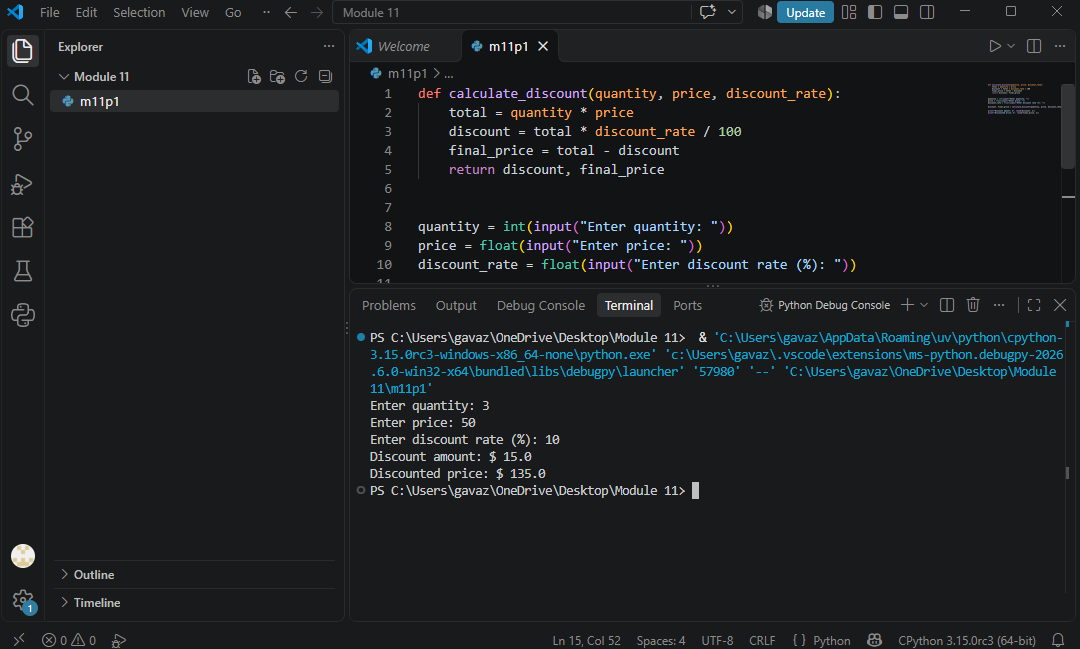 File Edit Selection View Go ··· Module 11 Update
Explorer ···
Module 11
m11p1
Outline
Timeline
1
Welcome m11p1
m11p1 > ...
1 def calculate_discount(quantity, price, discount_rate):
2 total = quantity * price
3 discount = total * discount_rate / 100
4 final_price = total - discount
5 return discount, final_price
6
7
8 quantity = int(input("Enter quantity: "))
9 price = float(input("Enter price: "))
10 discount_rate = float(input("Enter discount rate (%): "))
11
Problems Output Debug Console Terminal Ports Python Debug Console
PS C:\Users\gavaz\OneDrive\Desktop\Module 11> & 'C:\Users\gavaz\AppData\Roaming\uv\python\cpython-
3.15.0rc3-windows-x86_64-none\python.exe' 'c:\Users\gavaz\.vscode\extensions\ms-python.debugpy-2026
.6.0-win32-x64\bundled\libs\debugpy\launcher' '57980' '--' 'C:\Users\gavaz\OneDrive\Desktop\Module
11\m11p1'
Enter quantity: 3
Enter price: 50
Enter discount rate (%): 10
Discount amount: $ 15.0
Discounted price: $ 135.0
PS C:\Users\gavaz\OneDrive\Desktop\Module 11>
0 0 Ln 15, Col 52 Spaces: 4 UTF-8 CRLF { } Python CPython 3.15.0rc3 (64-bit)